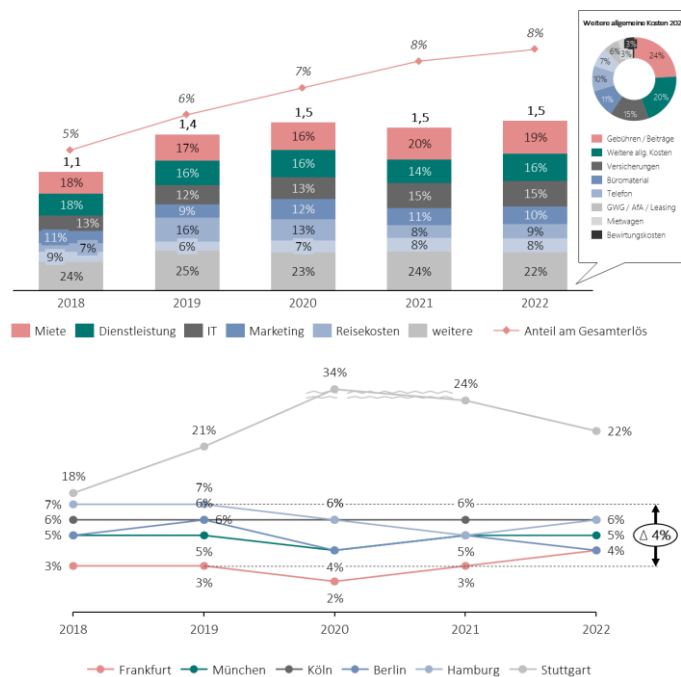 Weitere allgemeine Kosten 202
3%
6%
3%
7%
24%
10%
11%
20%
15%
Gebühren / Beiträge
Weitere allg. Kosten
Versicherungen
Büromaterial
Telefon
GWG / AfA / Leasing
Mietwagen
Bewirtungskosten
5% 6% 7% 8% 8%
1,1 1,4 1,5 1,5 1,5
18% 17% 16% 20% 19%
18% 16% 16% 14% 16%
13% 12% 13% 15% 15%
11% 9% 12% 11% 10%
7% 16% 13% 8% 9%
9% 6% 7% 8% 8%
24% 25% 23% 24% 22%
2018 2019 2020 2021 2022
Miete Dienstleistung IT Marketing Reisekosten weitere Anteil am Gesamterlös
34%
24%
21% 22%
18%
7%
7% 6% 6% 6%
6% 6% 6%
5% 5% 5% 5%
4% 4%
3% 3% 3%
2%
Δ 4%
2018 2019 2020 2021 2022
Frankfurt München Köln Berlin Hamburg Stuttgart